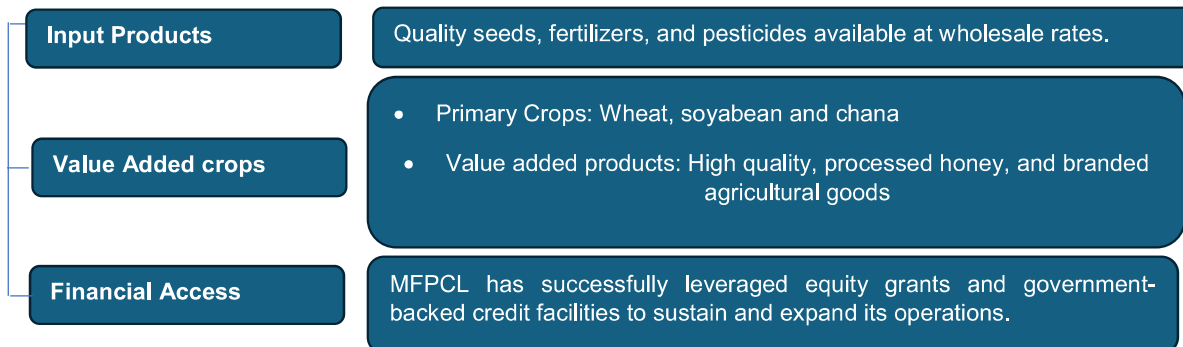 Input Products
Quality seeds, fertilizers, and pesticides available at wholesale rates.
Value Added crops
• Primary Crops: Wheat, soyabean and chana
• Value added products: High quality, processed honey, and branded
agricultural goods
Financial Access
MFPCL has successfully leveraged equity grants and government-
backed credit facilities to sustain and expand its operations.